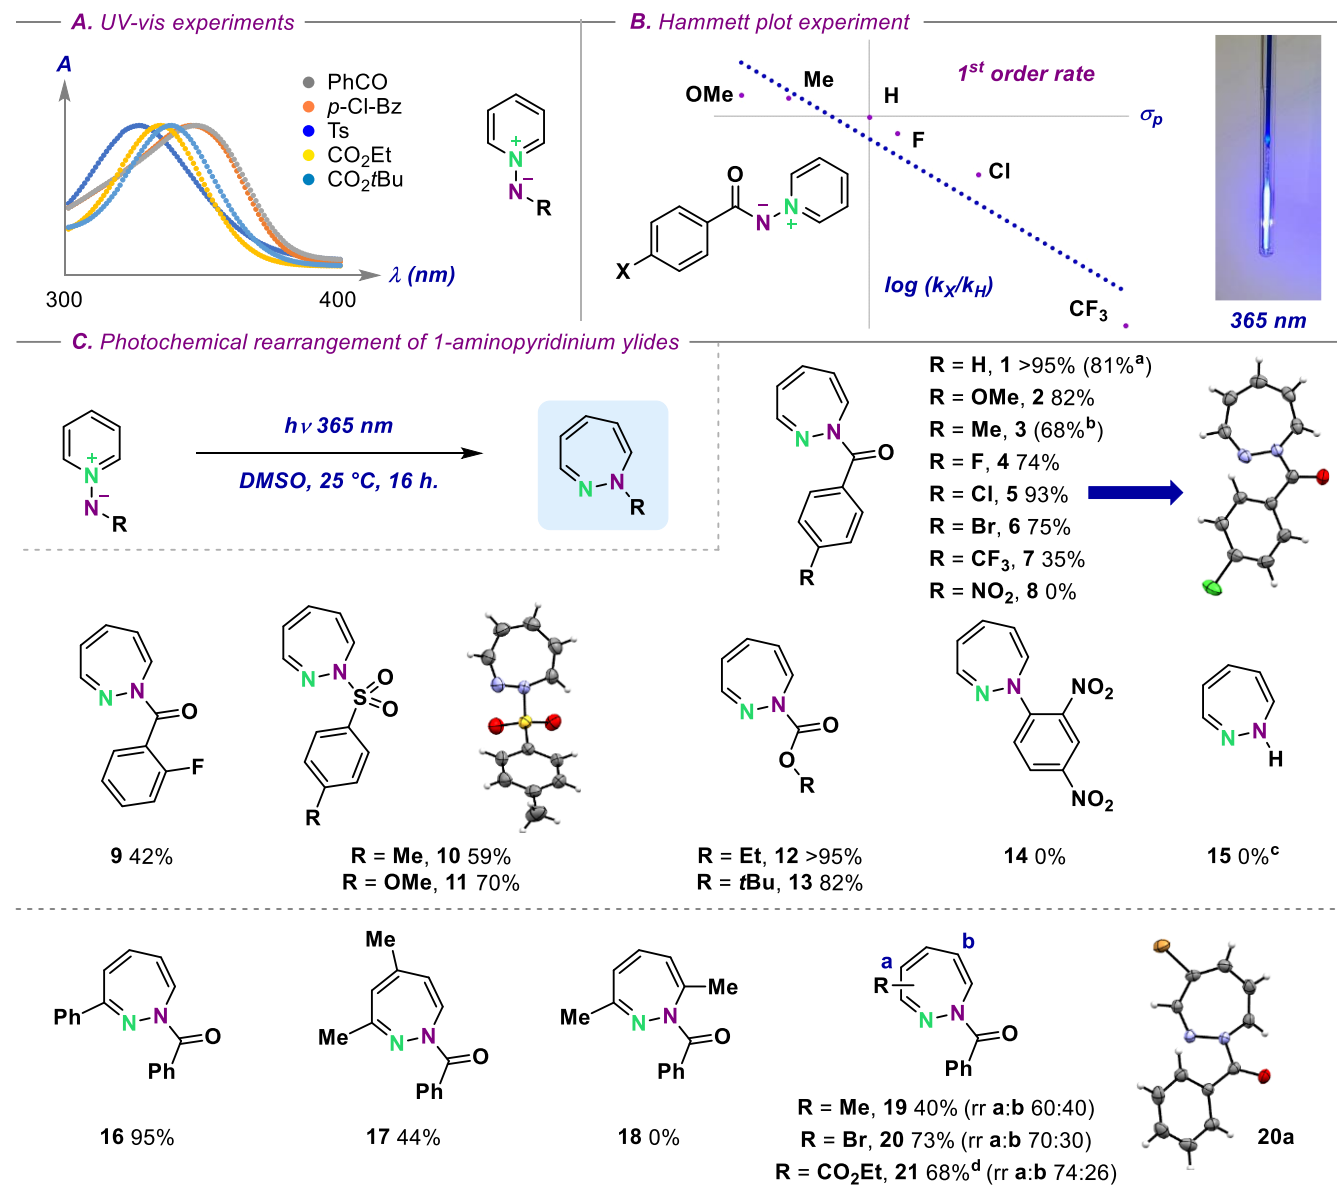 A. UV-vis experiments
A
PhCO
p-Cl-Bz
Ts
CO2Et
CO2tBu
λ (nm)
300
400
N
+
N
−
R
B. Hammett plot experiment
1st order rate
OMe
Me
H
F
Cl
CF3
σp
log (kX/kH)
O
−
N
N
+
X
365 nm
C. Photochemical rearrangement of 1-aminopyridinium ylides
N
+
N
−
R
hν 365 nm
DMSO, 25 °C, 16 h.
N
N
R
N
N
O
R
R = H, 1 >95% (81%a)
R = OMe, 2 82%
R = Me, 3 (68%b)
R = F, 4 74%
R = Cl, 5 93%
R = Br, 6 75%
R = CF3, 7 35%
R = NO2, 8 0%
N
N
O
F
9 42%
N
N
S
O
O
R
R = Me, 10 59%
R = OMe, 11 70%
N
N
O
O
R
R = Et, 12 >95%
R = tBu, 13 82%
N
N
NO2
NO2
14 0%
N
N
H
15 0%c
Ph
N
N
O
Ph
16 95%
Me
Me
N
N
O
Ph
17 44%
Me
Me
N
N
O
Ph
18 0%
a
b
R
N
N
O
Ph
R = Me, 19 40% (rr a:b 60:40)
R = Br, 20 73% (rr a:b 70:30)
R = CO2Et, 21 68%d (rr a:b 74:26)
20a